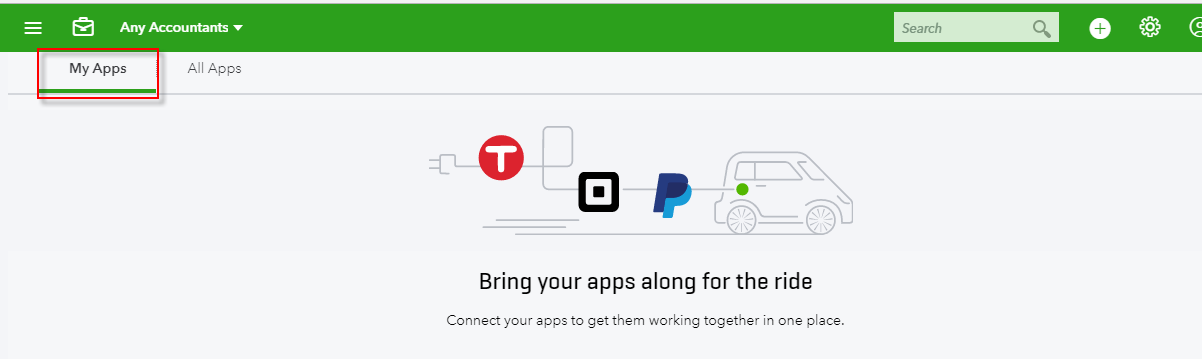 Any Accountants
Search
My Apps
All Apps
T
Bring your apps along for the ride
Connect your apps to get them working together in one place.